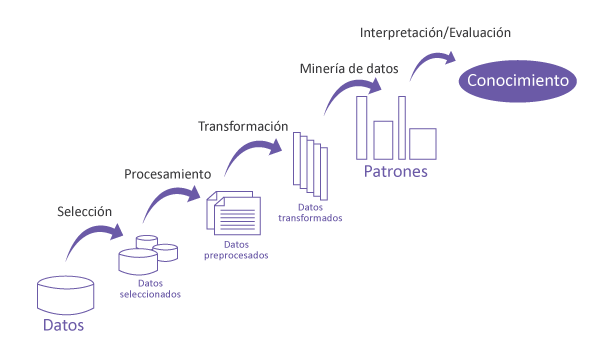 Interpretación/Evaluación
Conocimiento
Minería de datos
Patrones
Transformación
Datos
transformados
Procesamiento
Datos
preprocesados
Selección
Datos
seleccionados
Datos